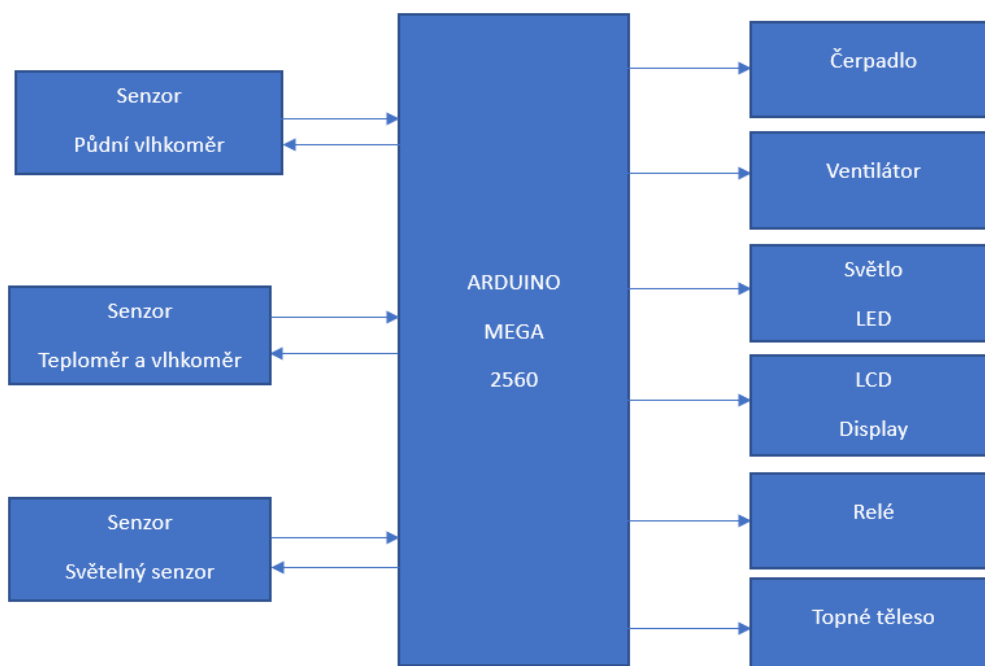 Senzor
Půdní vlhkoměr
Senzor
Teploměr a vlhkoměr
Senzor
Světelný senzor
ARDUINO
MEGA
2560
Čerpadlo
Ventilátor
Světlo
LED
LCD
Display
Relé
Topné těleso